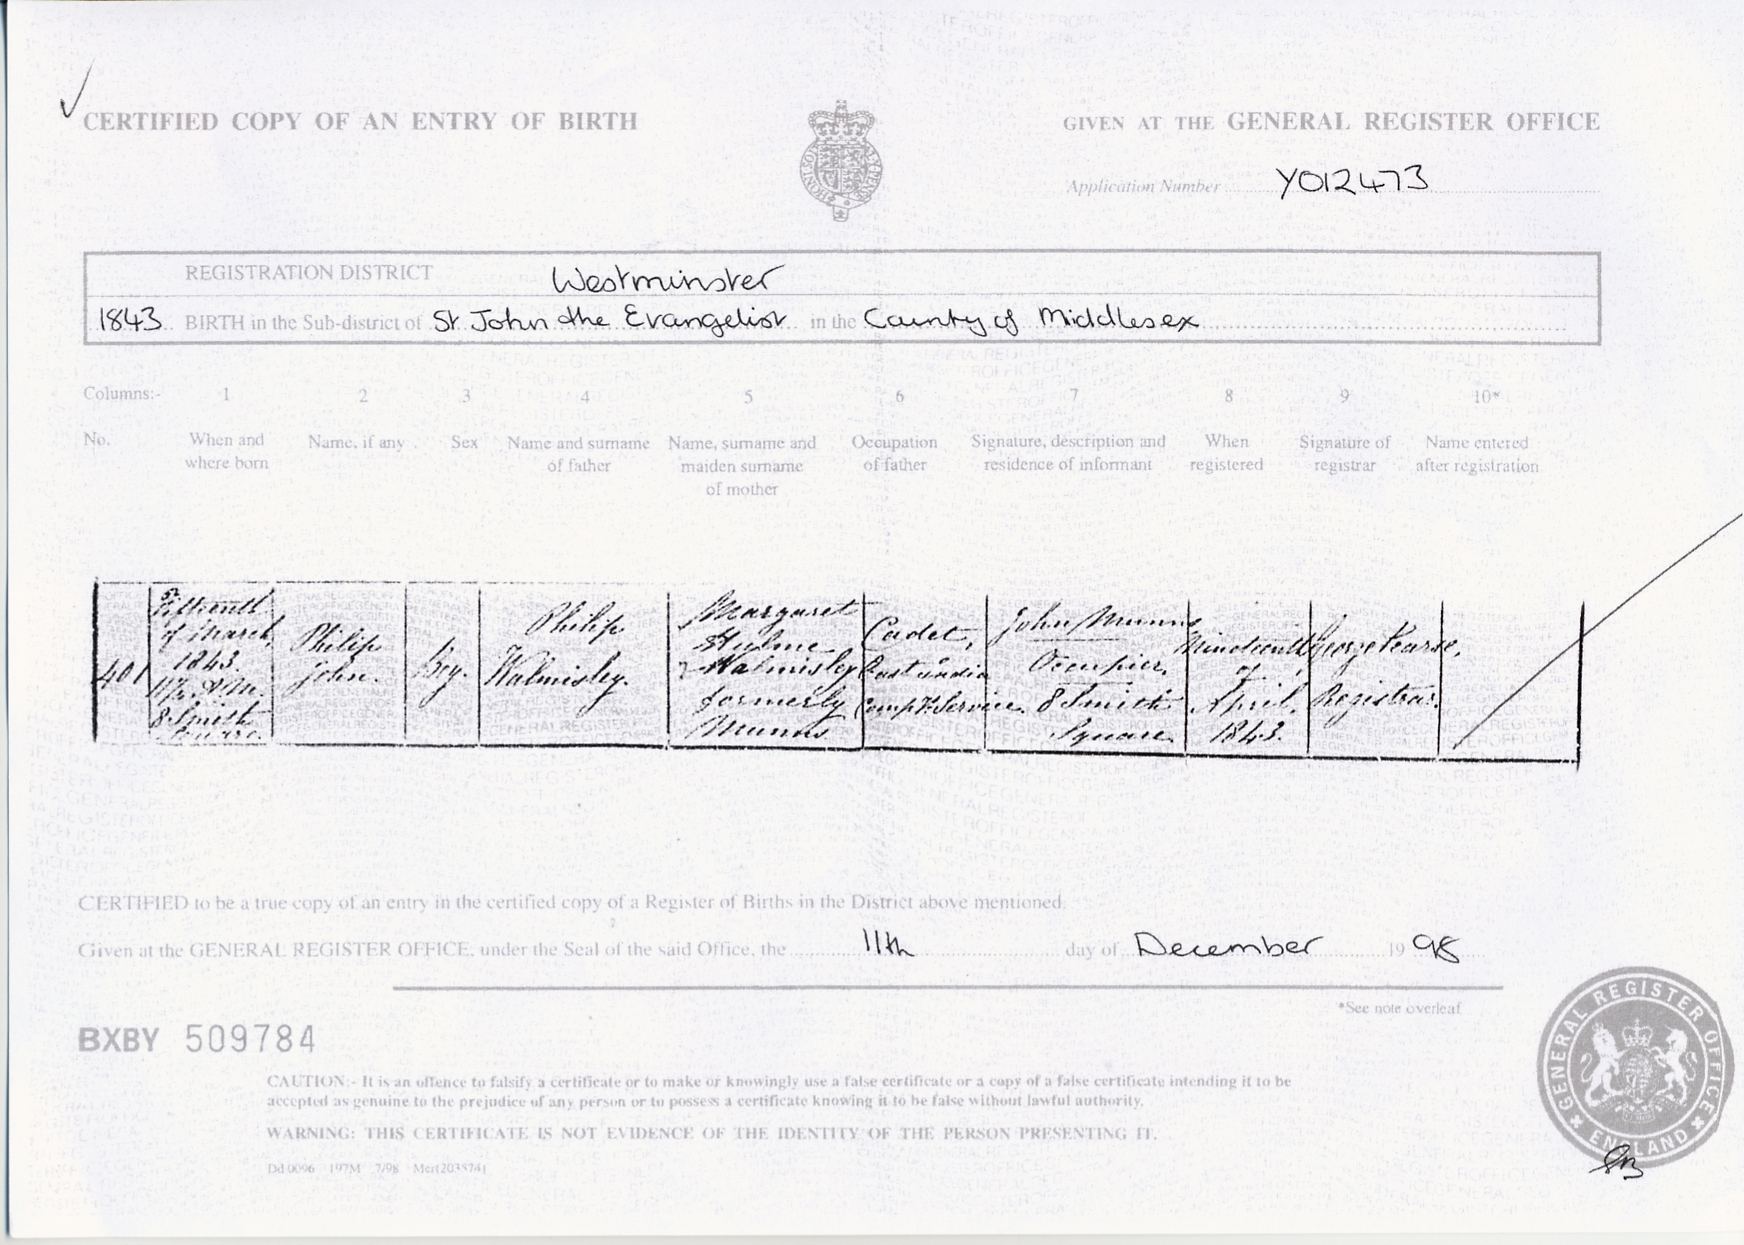 CERTIFIED COPY OF AN ENTRY OF BIRTH
GIVEN AT THE GENERAL REGISTER OFFICE
Application Number Y012473
REGISTRATION DISTRICT Westminster
1843 BIRTH in the Sub-district of St John the Evangelist in the County of Middlesex
Columns:- 1 2 3 4 5 6 7 8 9 10*
No.
When and
where born
Name, if any
Sex
Name and surname
of father
Name, surname and
maiden surname
of mother
Occupation
of father
Signature, description and
residence of informant
When
registered
Signature of
registrar
Name entered
after registration
401
Fifteenth
of March
1843.
A.M.
8 Smith
Square.
Philip
John.
Boy.
Philip
Walmisley.
Margaret
Hulme
Walmisley
formerly
Munns
Cadet,
East India
Comp's Service.
John Munns
Occupier,
8 Smith
Square.
Nineteenth
of
April,
1843.
George Pearse,
Registrar.
CERTIFIED to be a true copy of an entry in the certified copy of a Register of Births in the District above mentioned.
Given at the GENERAL REGISTER OFFICE, under the Seal of the said Office, the 11th day of December 1998
*See note overleaf
BXBY 509784
CAUTION:- It is an offence to falsify a certificate or to make or knowingly use a false certificate or a copy of a false certificate intending it to be
accepted as genuine to the prejudice of any person or to possess a certificate knowing it to be false without lawful authority.
WARNING: THIS CERTIFICATE IS NOT EVIDENCE OF THE IDENTITY OF THE PERSON PRESENTING IT.
Dd 0096 197M 7/98 Mcr(203574)
GENERAL REGISTER OFFICE
ENGLAND